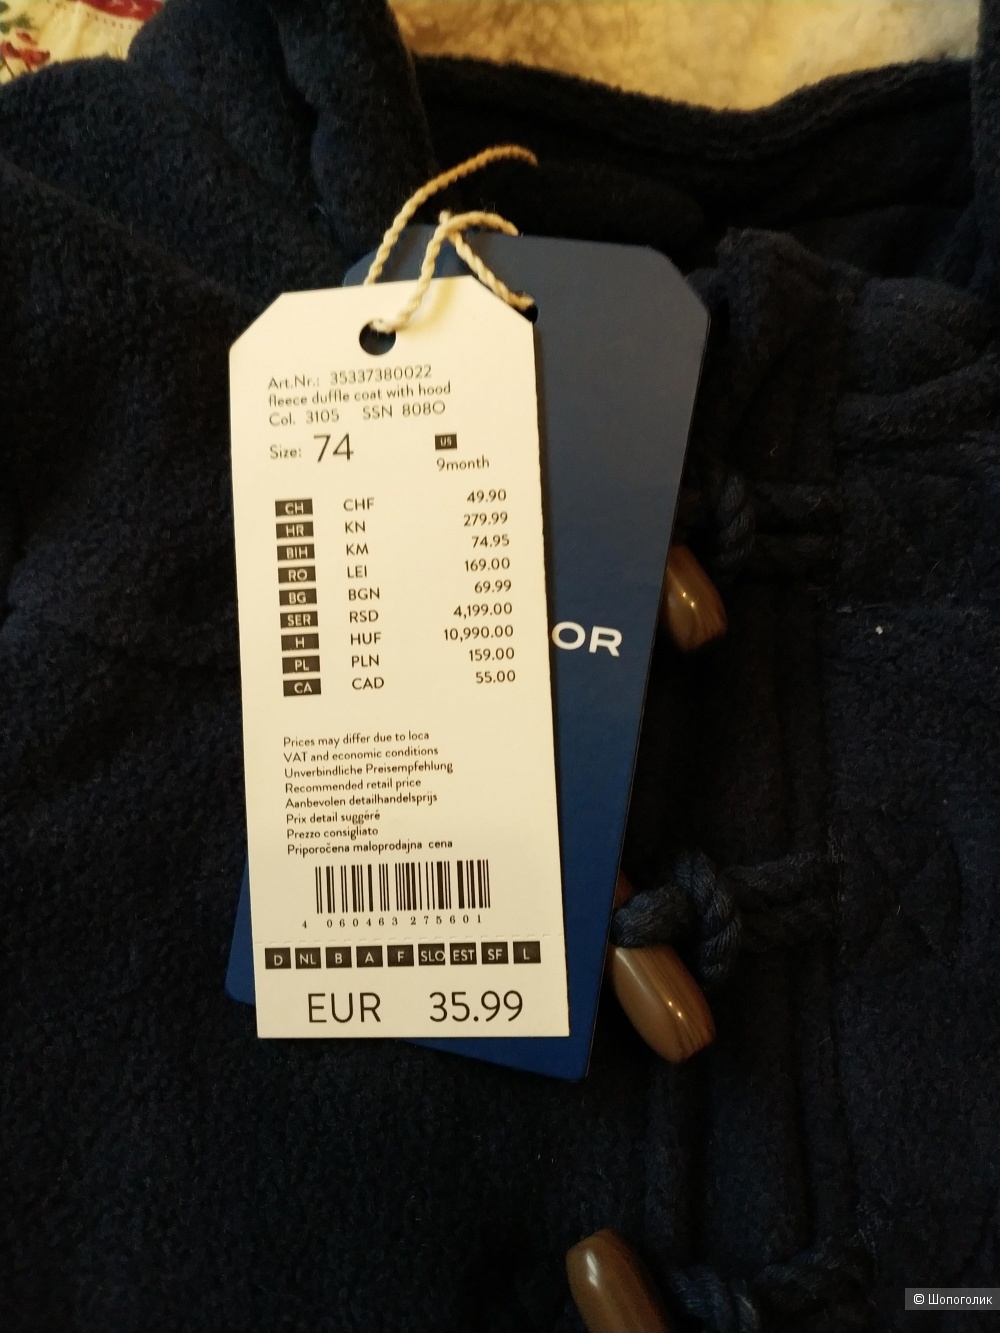 Art.Nr.: 35337380022
fleece duffle coat with hood
Col. 3105 SSN 8080
Size: 74 US
9month
CH CHF 49.90
HR KN 279.99
BIH KM 74.95
RO LEI 169.00
BG BGN 69.99
SER RSD 4,199.00
H HUF 10,990.00
PL PLN 159.00
CA CAD 55.00
OR
Prices may differ due to loca
VAT and economic conditions
Unverbindliche Preisempfehlung
Recommended retail price
Aanbevolen detailhandelsprijs
Prix detail suggéré
Prezzo consigliato
Priporočena maloprodajna cena
4 060463 275601
D NL B A F SLO EST SF L
EUR 35.99
© Шопоголик